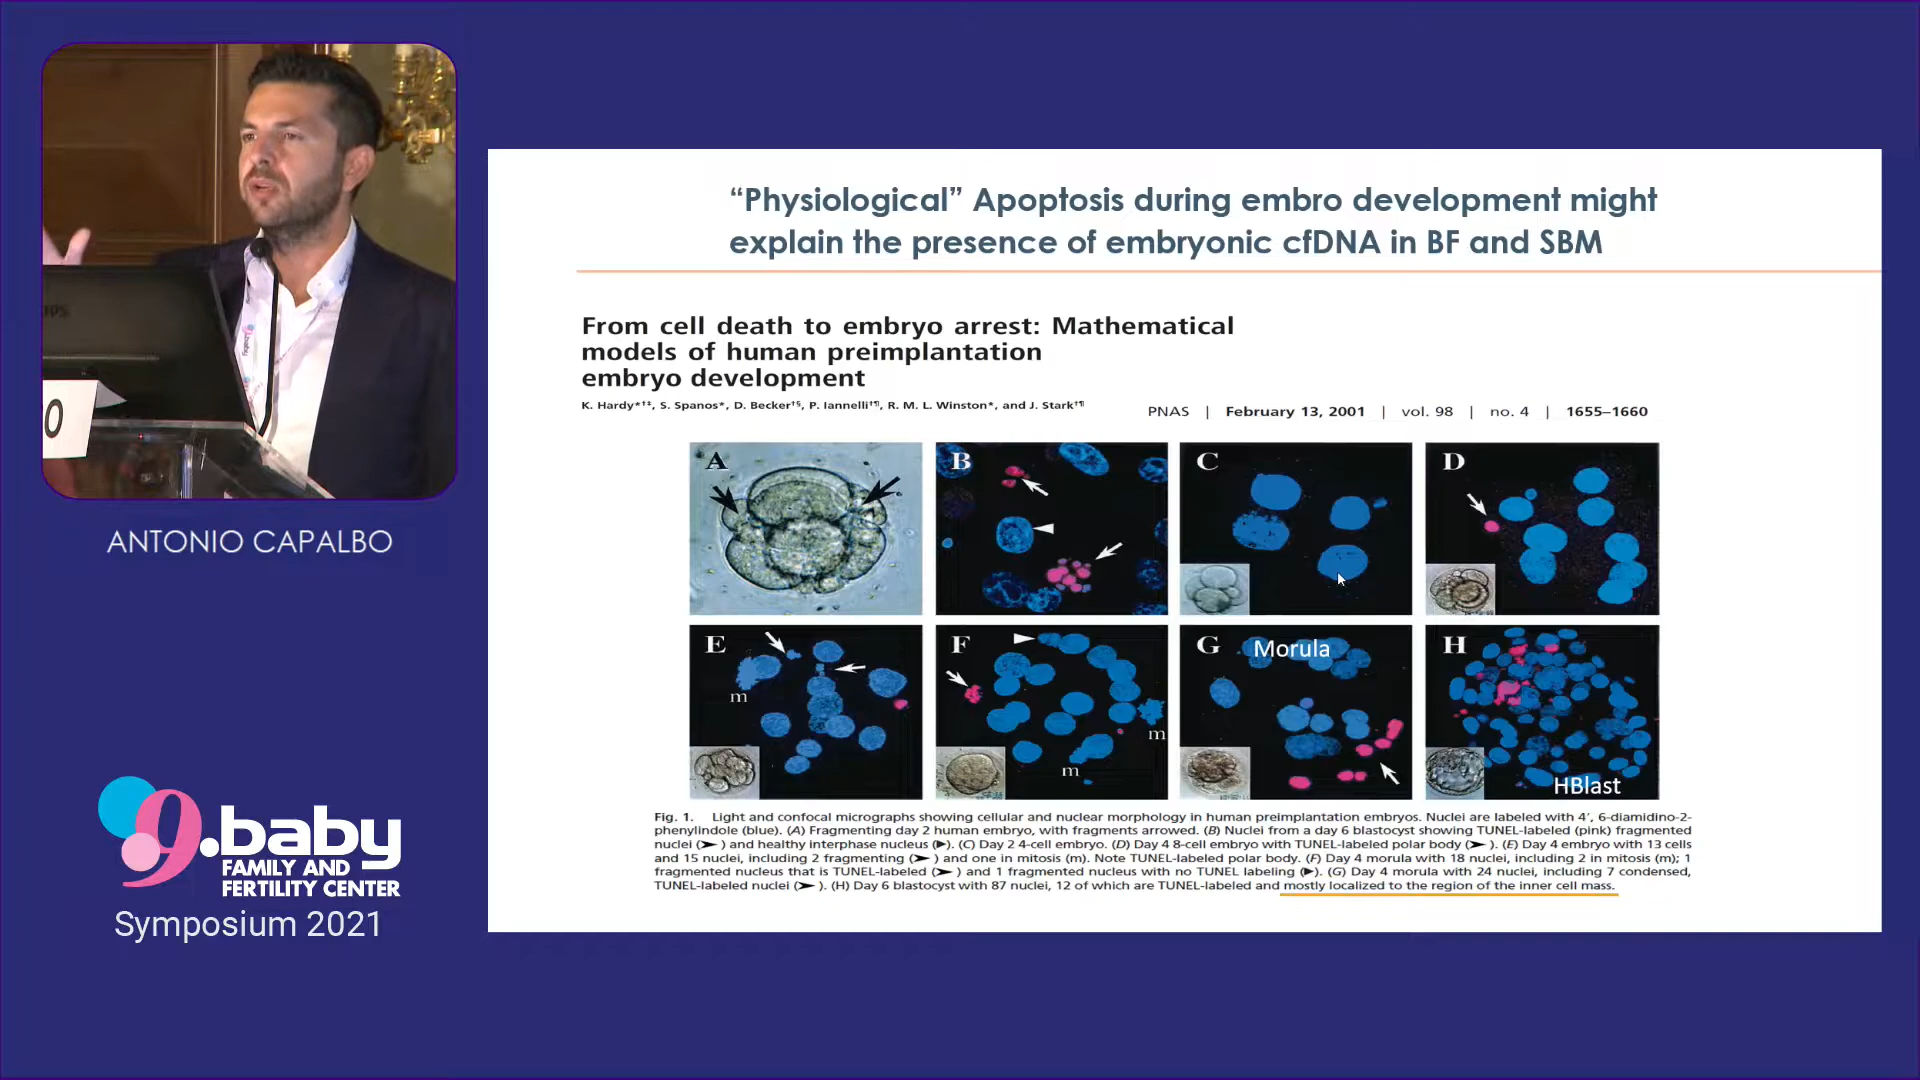 “Physiological” Apoptosis during embro development might
explain the presence of embryonic cfDNA in BF and SBM
From cell death to embryo arrest: Mathematical
models of human preimplantation
embryo development
K. Hardy*†‡, S. Spanos*, D. Becker†§, P. Iannelli†¶, R. M. L. Winston*, and J. Stark†¶
PNAS | February 13, 2001 | vol. 98 | no. 4 | 1655–1660
A
B
C
D
E
m
F
m
m
G
Morula
H
HBlast
Fig. 1. Light and confocal micrographs showing cellular and nuclear morphology in human preimplantation embryos. Nuclei are labeled with 4′, 6-diamidino-2-
phenylindole (blue). (A) Fragmenting day 2 human embryo, with fragments arrowed. (B) Nuclei from a day 6 blastocyst showing TUNEL-labeled (pink) fragmented
nuclei (➤) and healthy interphase nucleus (▶). (C) Day 2 4-cell embryo. (D) Day 4 8-cell embryo with TUNEL-labeled polar body (➤). (E) Day 4 embryo with 13 cells
and 15 nuclei, including 2 fragmenting (➤) and one in mitosis (m). Note TUNEL-labeled polar body. (F) Day 4 morula with 18 nuclei, including 2 in mitosis (m); 1
fragmented nucleus that is TUNEL-labeled (➤) and 1 fragmented nucleus with no TUNEL labeling (▶). (G) Day 4 morula with 24 nuclei, including 7 condensed,
TUNEL-labeled nuclei (➤). (H) Day 6 blastocyst with 87 nuclei, 12 of which are TUNEL-labeled and mostly localized to the region of the inner cell mass.
O
ANTONIO CAPALBO
9.baby
FAMILY AND
FERTILITY CENTER
Symposium 2021